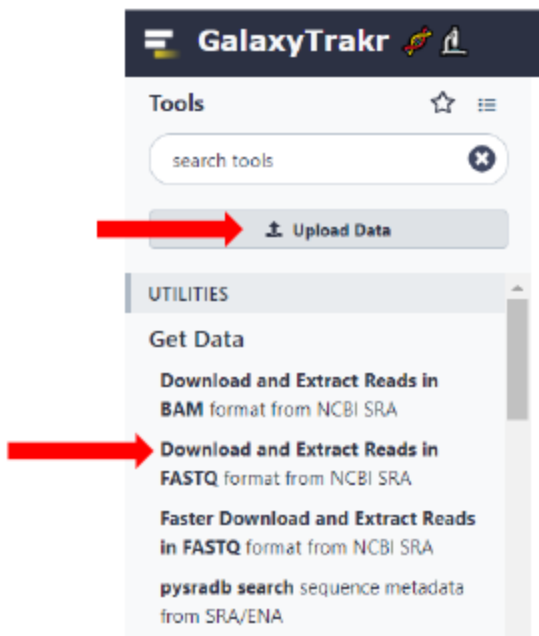 GalaxyTrakr
Tools
search tools
Upload Data
UTILITIES
Get Data
Download and Extract Reads in
BAM format from NCBI SRA
Download and Extract Reads in
FASTQ format from NCBI SRA
Faster Download and Extract Reads
in FASTQ format from NCBI SRA
pysradb search sequence metadata
from SRA/ENA